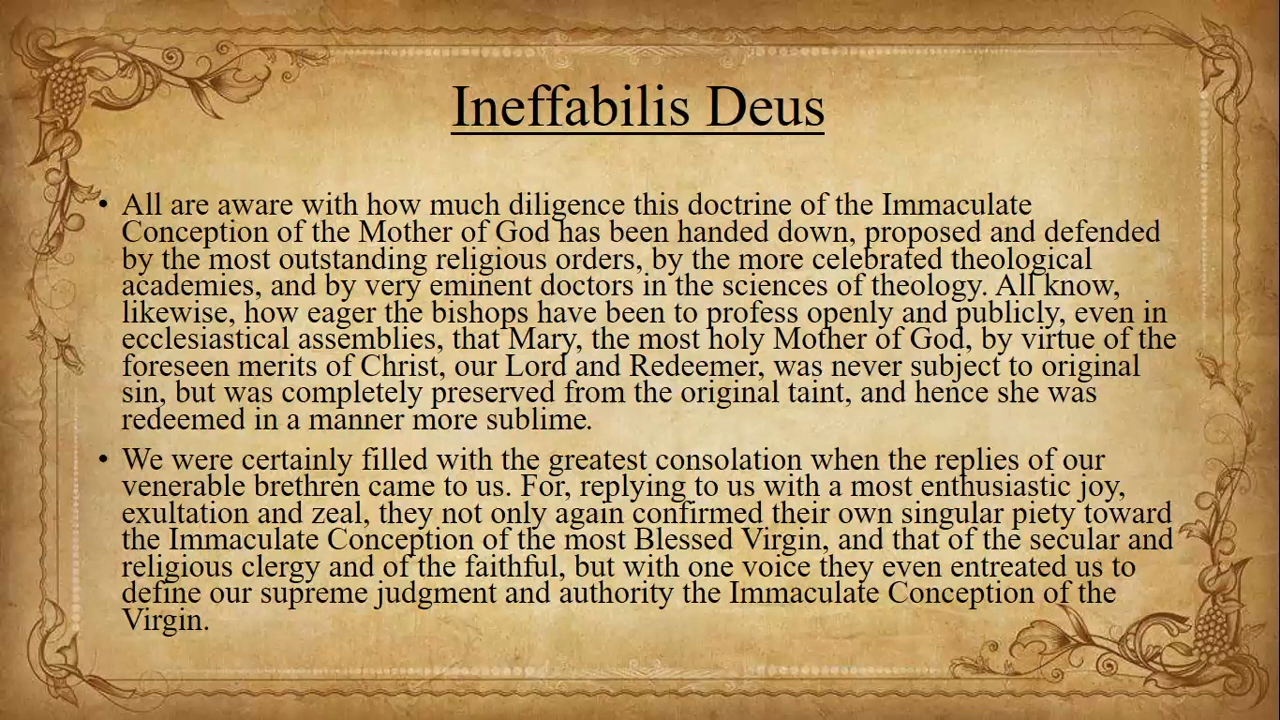 Ineffabilis Deus
• All are aware with how much diligence this doctrine of the Immaculate
Conception of the Mother of God has been handed down, proposed and defended
by the most outstanding religious orders, by the more celebrated theological
academies, and by very eminent doctors in the sciences of theology. All know,
likewise, how eager the bishops have been to profess openly and publicly, even in
ecclesiastical assemblies, that Mary, the most holy Mother of God, by virtue of the
foreseen merits of Christ, our Lord and Redeemer, was never subject to original
sin, but was completely preserved from the original taint, and hence she was
redeemed in a manner more sublime.
• We were certainly filled with the greatest consolation when the replies of our
venerable brethren came to us. For, replying to us with a most enthusiastic joy,
exultation and zeal, they not only again confirmed their own singular piety toward
the Immaculate Conception of the most Blessed Virgin, and that of the secular and
religious clergy and of the faithful, but with one voice they even entreated us to
define our supreme judgment and authority the Immaculate Conception of the
Virgin.